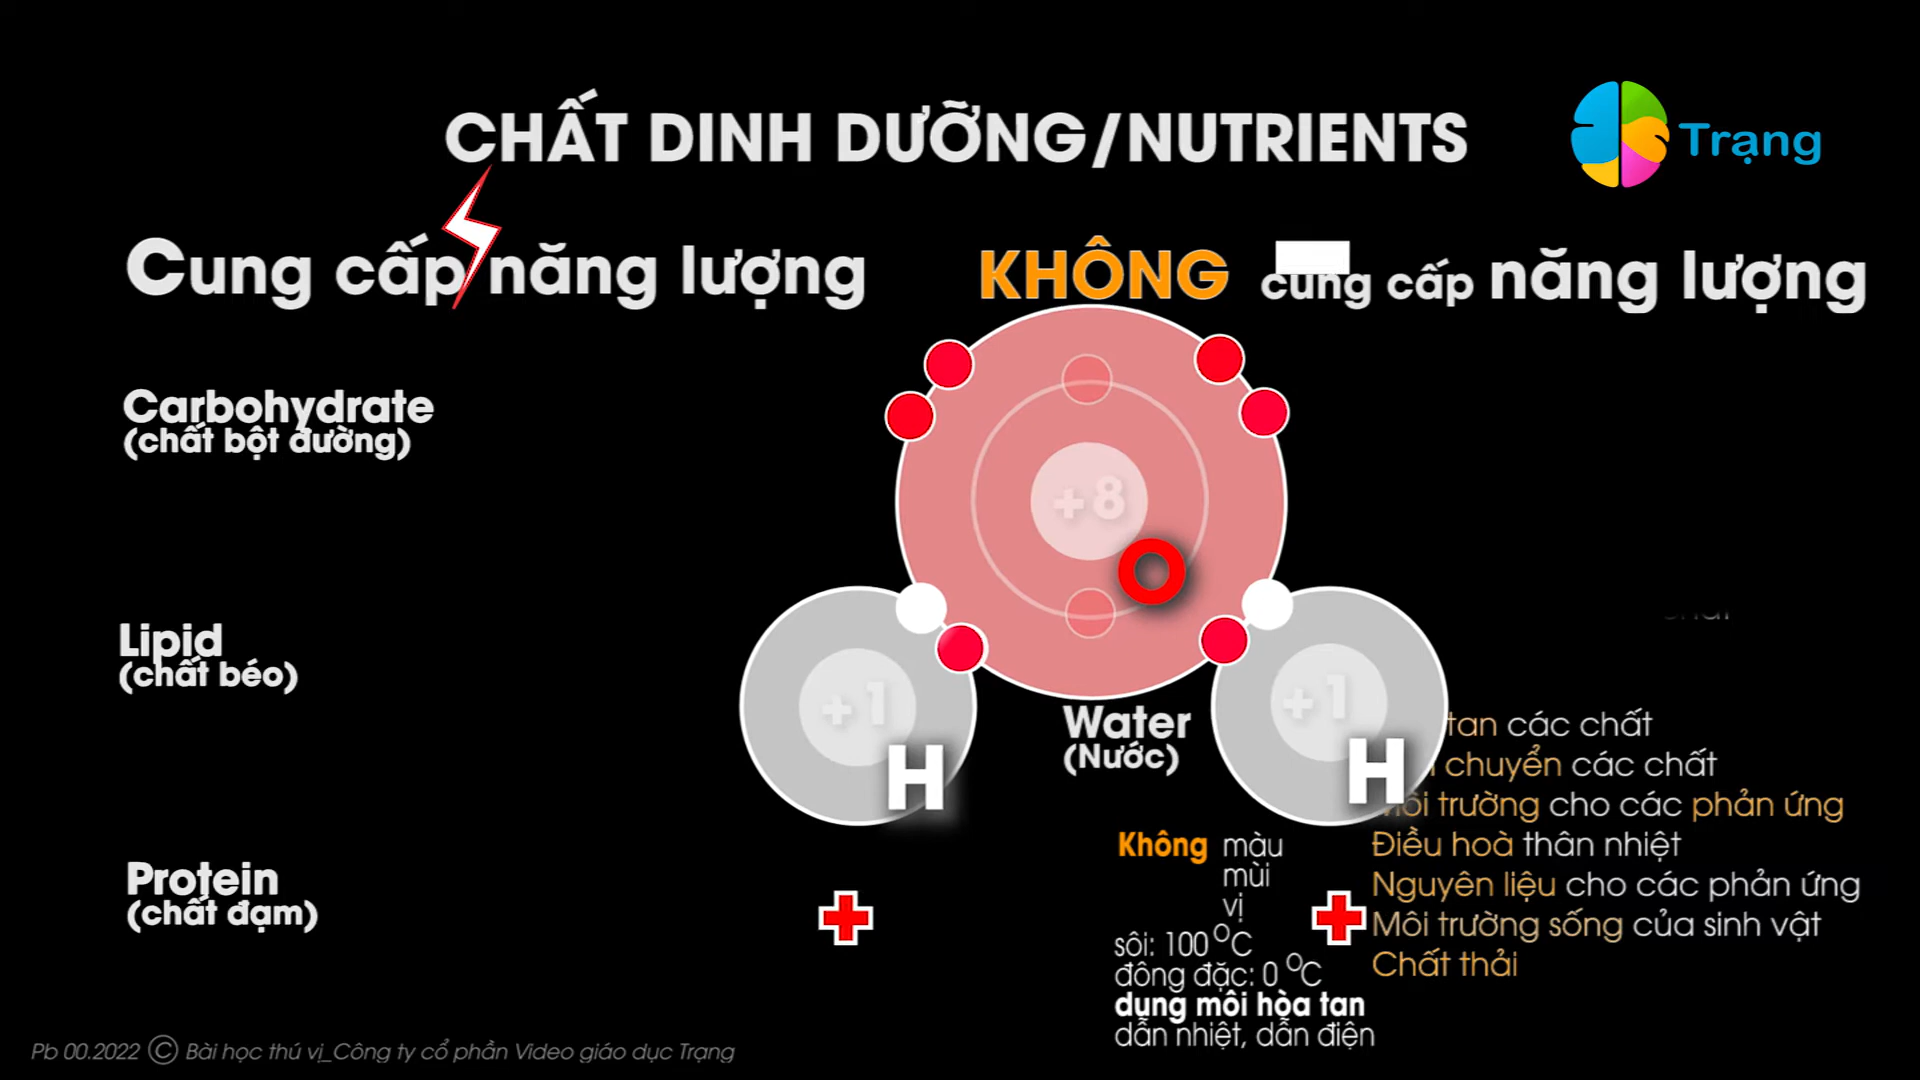 CHẤT DINH DƯỠNG/NUTRIENTS
Trạng
Cung cấp năng lượng
KHÔNG cung cấp năng lượng
Carbohydrate
(chất bột đường)
+8
O
Lipid
(chất béo)
+1
H
+1
H
Water
(Nước)
tan các chất
chuyển các chất
Môi trường cho các phản ứng
Điều hoà thân nhiệt
Nguyên liệu cho các phản ứng
Môi trường sống của sinh vật
Chất thải
Protein
(chất đạm)
Không màu
mùi
vị
sôi: 100 °C
đông đặc: 0 °C
dung môi hòa tan
dẫn nhiệt, dẫn điện
Pb 00.2022 © Bài học thú vị_Công ty cổ phần Video giáo dục Trạng